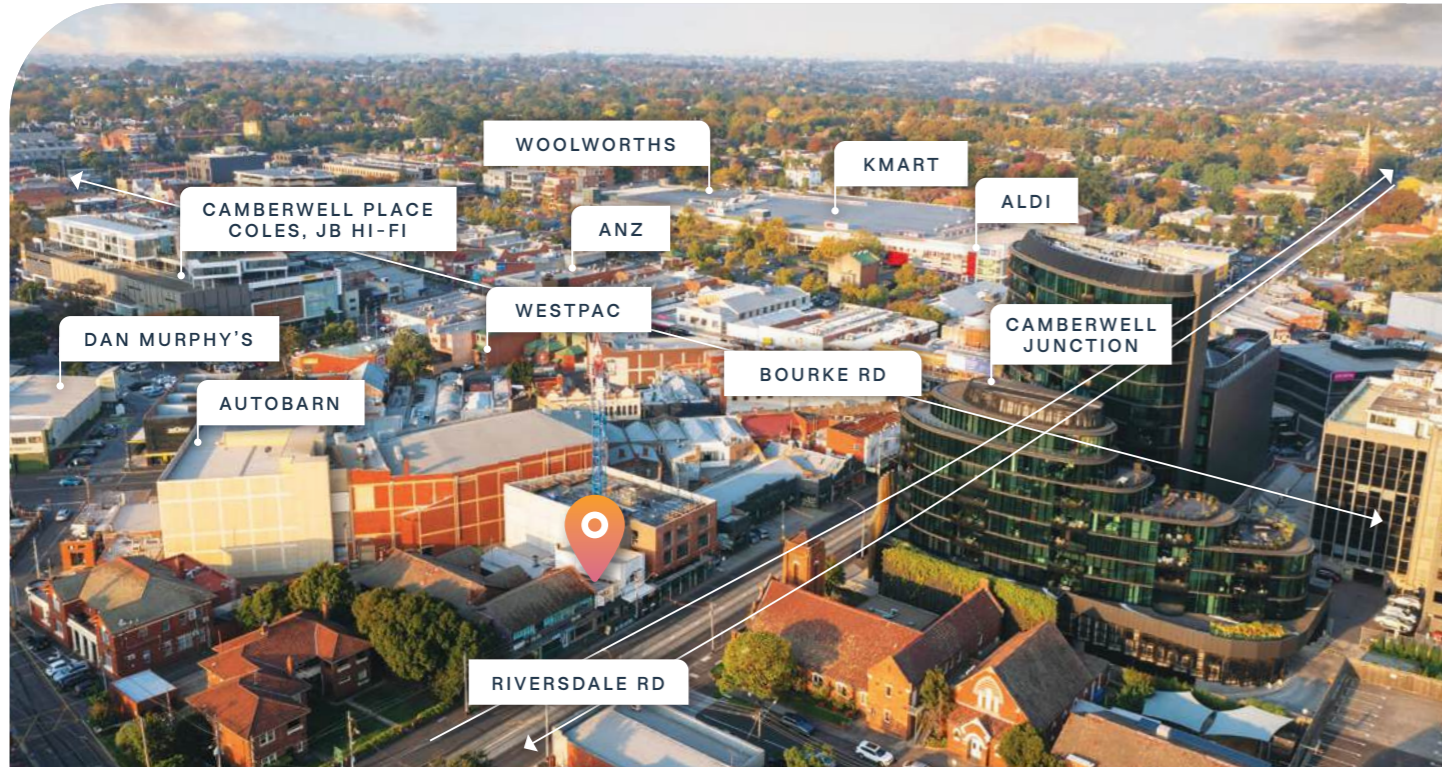 WOOLWORTHS
KMART
ALDI
CAMBERWELL PLACE
COLES, JB HI-FI
ANZ
WESTPAC
CAMBERWELL
JUNCTION
DAN MURPHY'S
BOURKE RD
AUTOBARN
RIVERSDALE RD